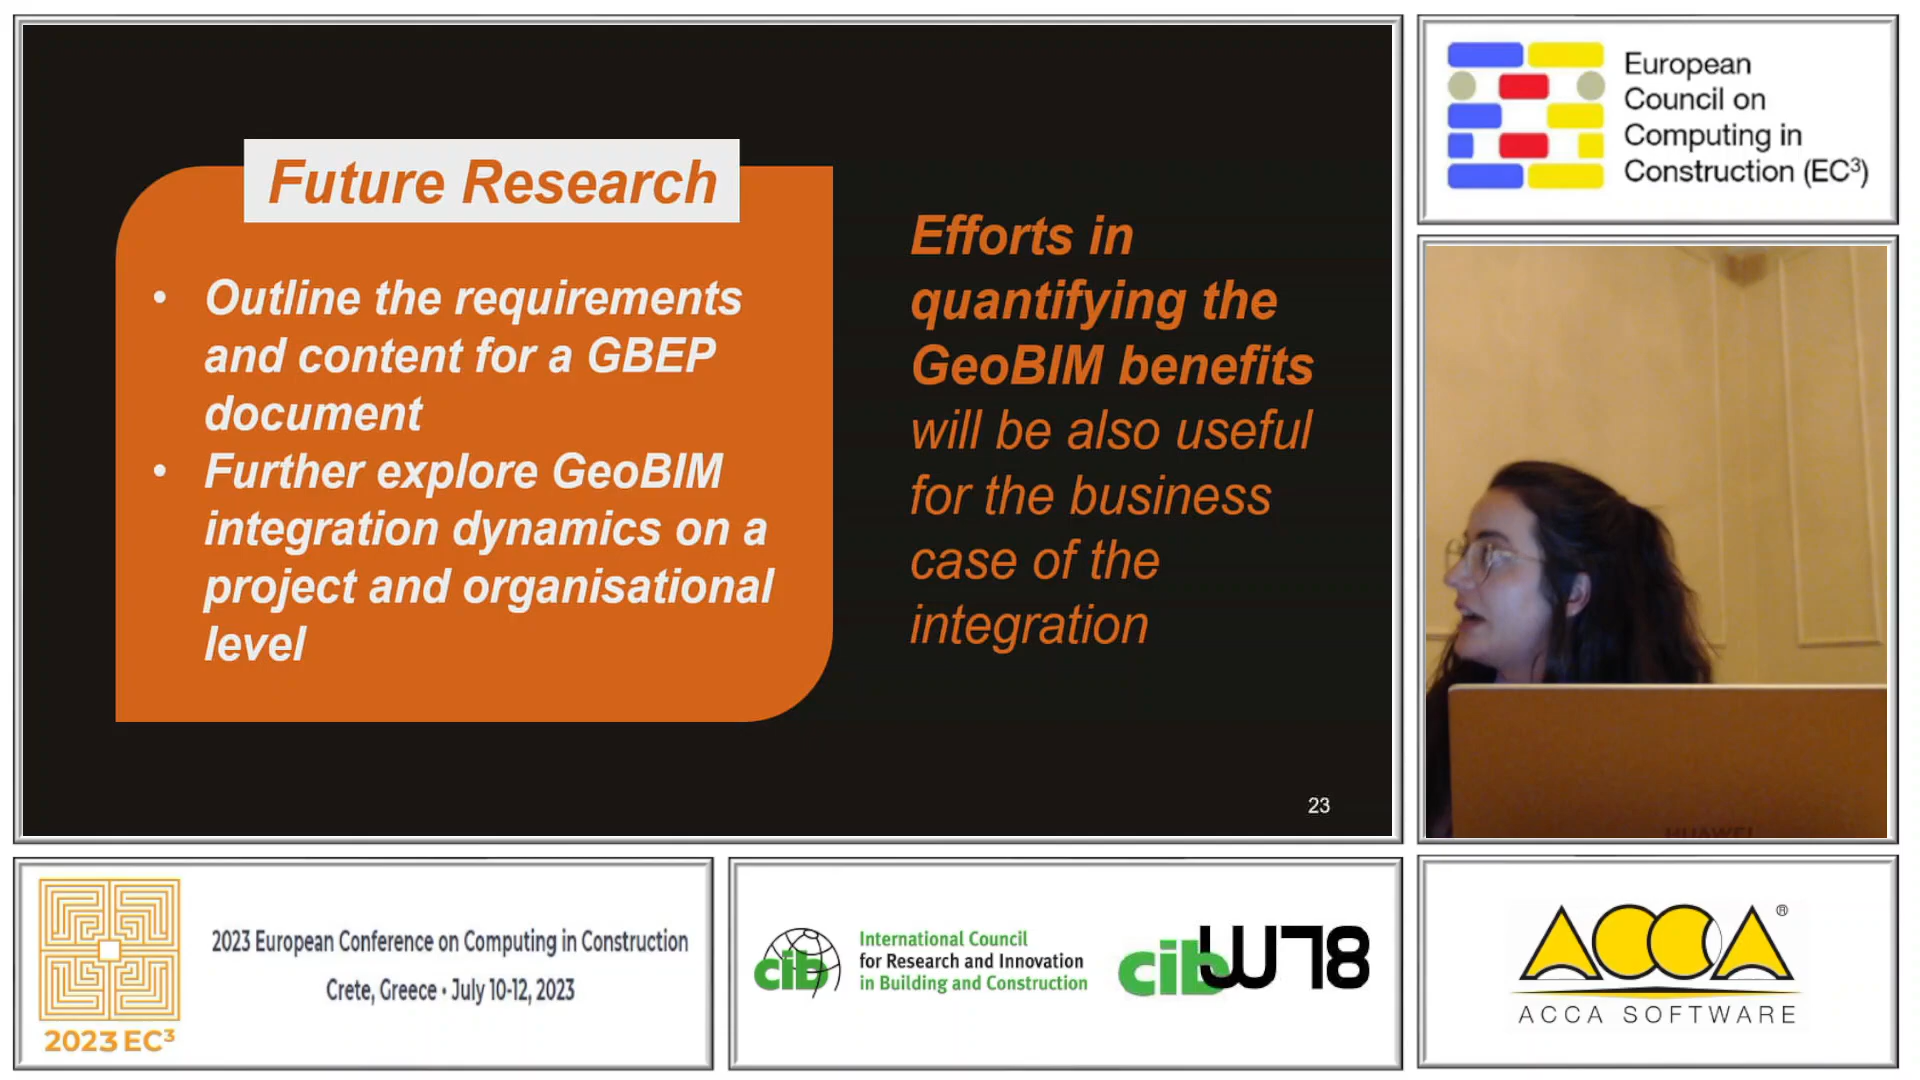 Future Research
• Outline the requirements
and content for a GBEP
document
• Further explore GeoBIM
integration dynamics on a
project and organisational
level
Efforts in
quantifying the
GeoBIM benefits
will be also useful
for the business
case of the
integration
23
European
Council on
Computing in
Construction (EC³)
HUAWEI
2023 EC³
2023 European Conference on Computing in Construction
Crete, Greece • July 10-12, 2023
cib
International Council
for Research and Innovation
in Building and Construction
cib W78
ACCA ®
ACCA SOFTWARE